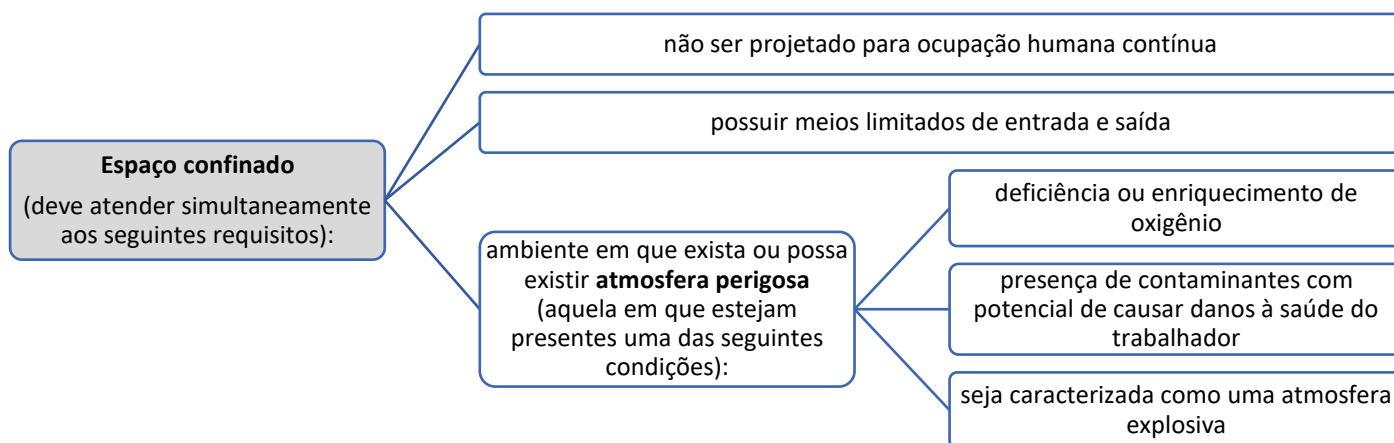 Espaço confinado
(deve atender simultaneamente
aos seguintes requisitos):
não ser projetado para ocupação humana contínua
possuir meios limitados de entrada e saída
ambiente em que exista ou possa
existir atmosfera perigosa
(aquela em que estejam
presentes uma das seguintes
condições):
deficiência ou enriquecimento de
oxigênio
presença de contaminantes com
potencial de causar danos à saúde do
trabalhador
seja caracterizada como uma atmosfera
explosiva